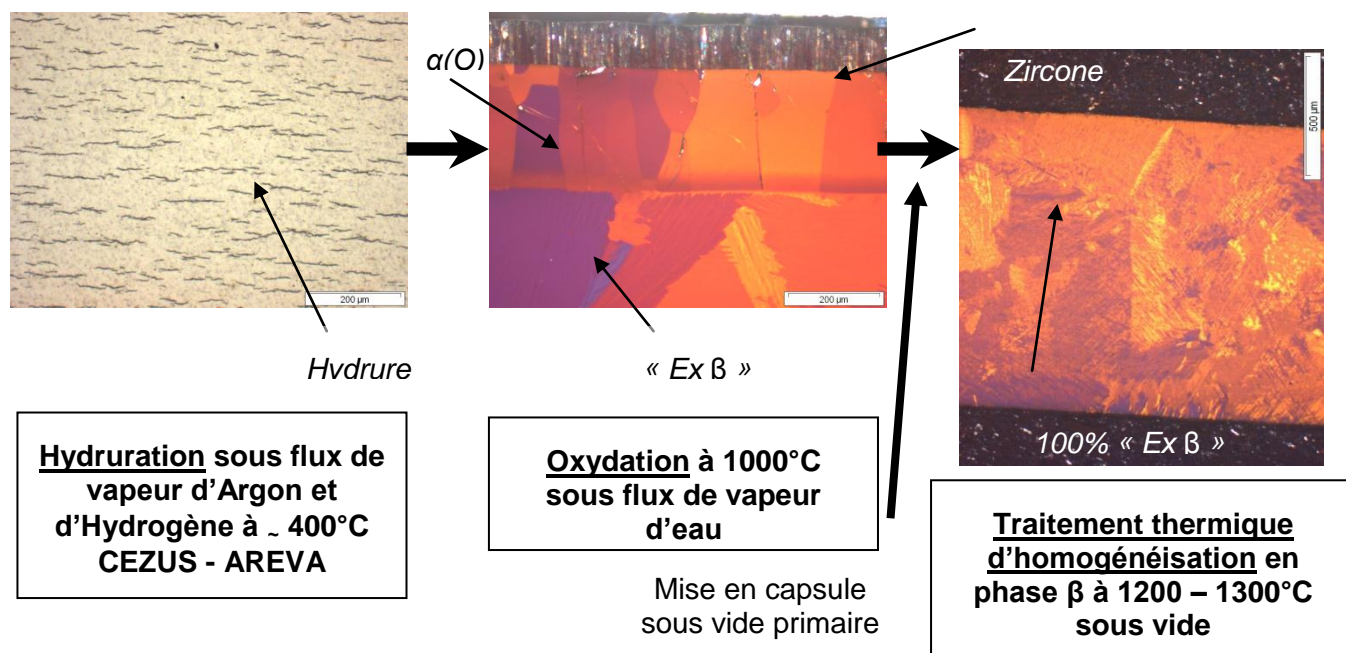 α(O)
Zircone
200 µm
200 µm
500 µm
Hvdrure
« Ex ß »
100% « Ex ß »
Hydruration sous flux de
vapeur d'Argon et
d'Hydrogène à ~ 400°C
CEZUS - AREVA
Oxydation à 1000°C
sous flux de vapeur
d'eau
Mise en capsule
sous vide primaire
Traitement thermique
d'homogénéisation en
phase β à 1200 – 1300°C
sous vide